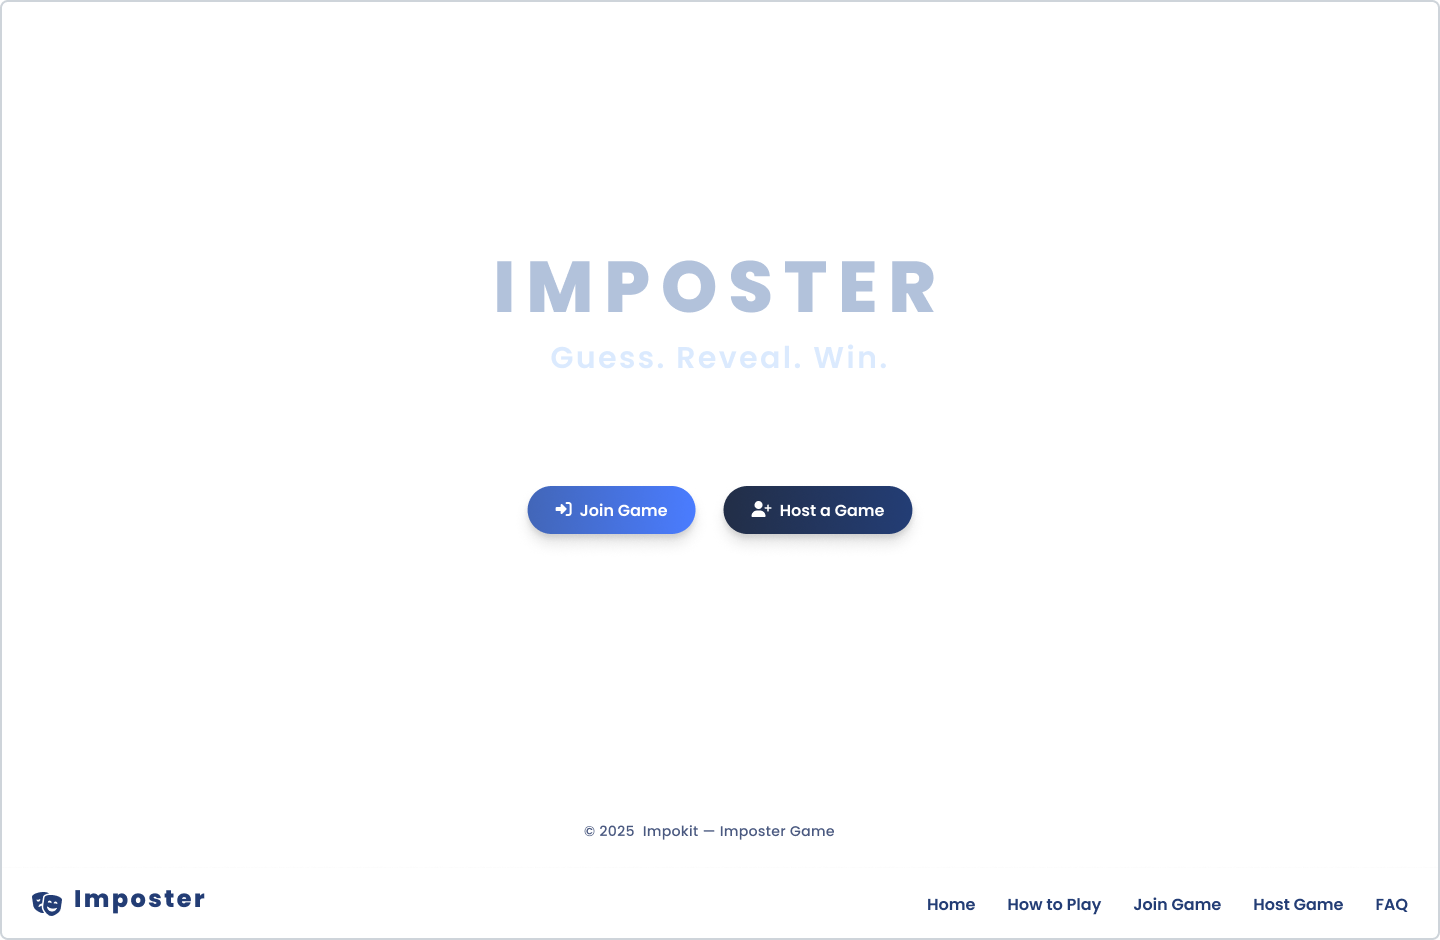 IMPOSTER
Guess. Reveal. Win.
Join Game
Host a Game
© 2025 Impokit — Imposter Game
Imposter
Home
How to Play
Join Game
Host Game
FAQ